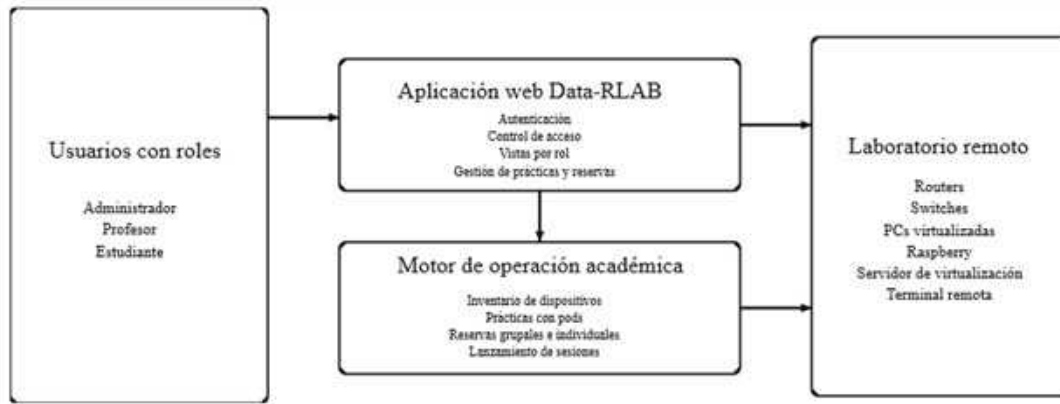 Usuarios con roles
Administrador
Profesor
Estudiante
Aplicación web Data-RLAB
Autenticación
Control de acceso
Vistas por rol
Gestión de prácticas y reservas
Motor de operación académica
Inventario de dispositivos
Prácticas con pods
Reservas grupales e individuales
Lanzamiento de sesiones
Laboratorio remoto
Routers
Switches
PCs virtualizadas
Raspberry
Servidor de virtualización
Terminal remota